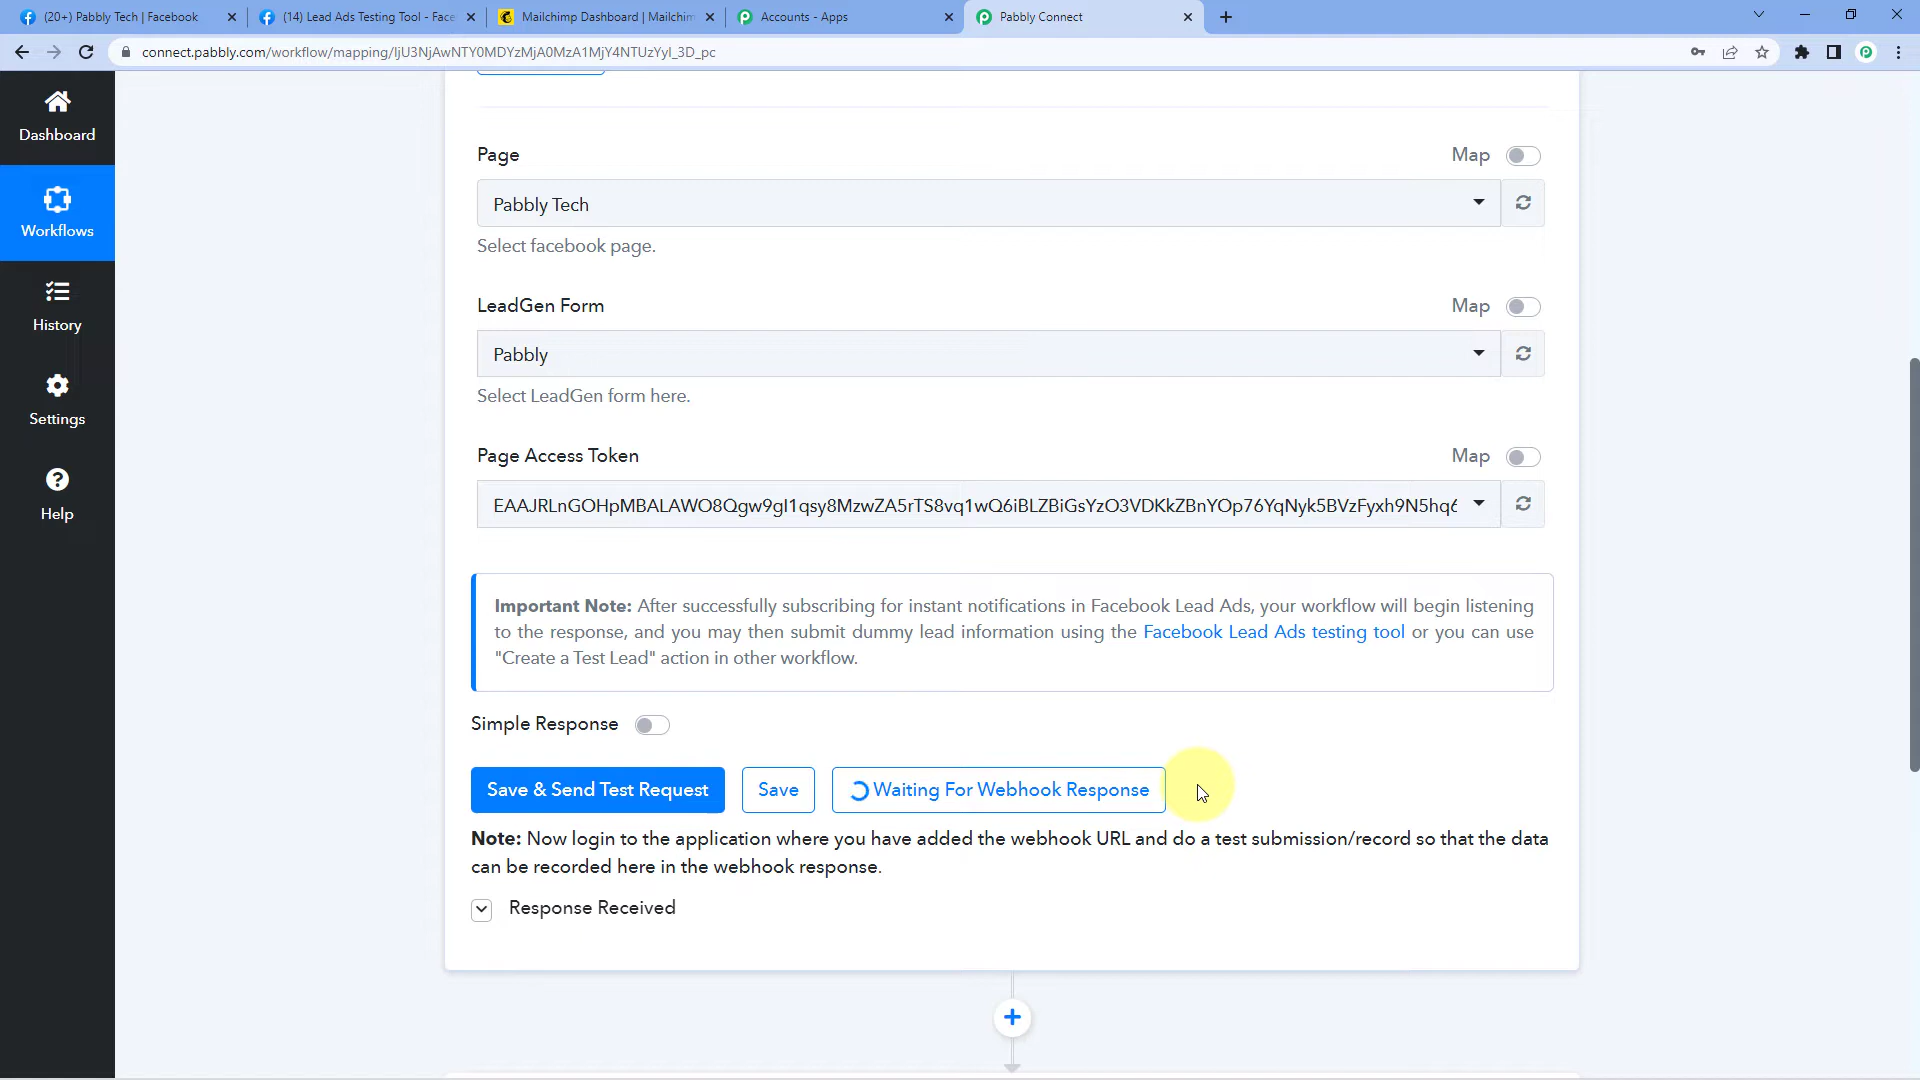 (20+) Pabbly Tech | Facebook
(14) Lead Ads Testing Tool - Face
Mailchimp Dashboard | Mailchim
Accounts - Apps
Pabbly Connect
connect.pabbly.com/workflow/mapping/IjU3NjAwNTY0MDYzMjA0MzA1MjY4NTUzYyI_3D_pc
Dashboard
Workflows
History
Settings
Help
Page
Map
Pabbly Tech
Select facebook page.
LeadGen Form
Map
Pabbly
Select LeadGen form here.
Page Access Token
Map
EAAJRLnGOHpMBALAWO8Qgw9gI1qsy8MzwZA5rTS8vq1wQ6iBLZBiGsYzO3VDKkZBnYOp76YqNyk5BVzFyxh9N5hq6
Important Note: After successfully subscribing for instant notifications in Facebook Lead Ads, your workflow will begin listening
to the response, and you may then submit dummy lead information using the Facebook Lead Ads testing tool or you can use
"Create a Test Lead" action in other workflow.
Simple Response
Save & Send Test Request
Save
Waiting For Webhook Response
Note: Now login to the application where you have added the webhook URL and do a test submission/record so that the data
can be recorded here in the webhook response.
Response Received